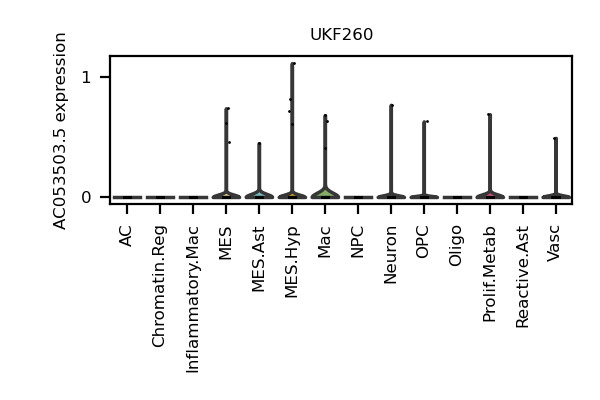 UKF260
AC053503.5 expression
1
0
AC
Chromatin.Reg
Inflammatory.Mac
MES
MES.Ast
MES.Hyp
Mac
NPC
Neuron
OPC
Oligo
Prolif.Metab
Reactive.Ast
Vasc